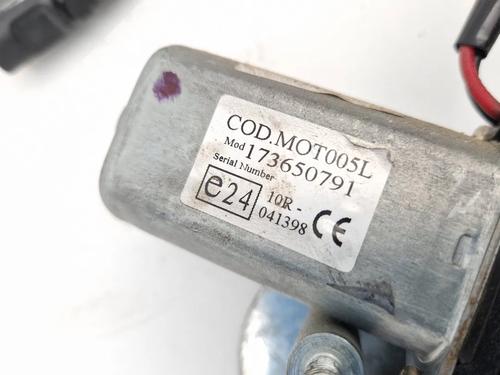 COD.MOT005L
Mod 173650791
Serial Number
e24 10R -
041398 CE